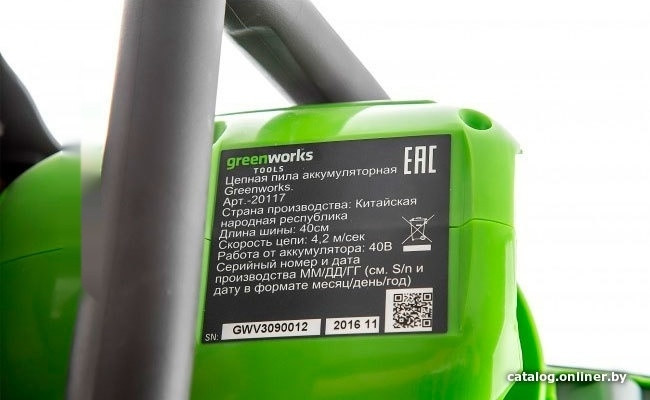 greenworks
TOOLS
EAC
Цепная пила аккумуляторная
Greenworks.
Арт.-20117
Страна производства: Китайская
народная республика
Длина шины: 40см
Скорость цепи: 4,2 м/сек
Работа от аккумулятора: 40В
Серийный номер и дата
производства ММ/ДД/ГГ (см. S/n и
дату в формате месяц/день/год)
SN: GWV3090012 2016 11
catalog.onliner.by